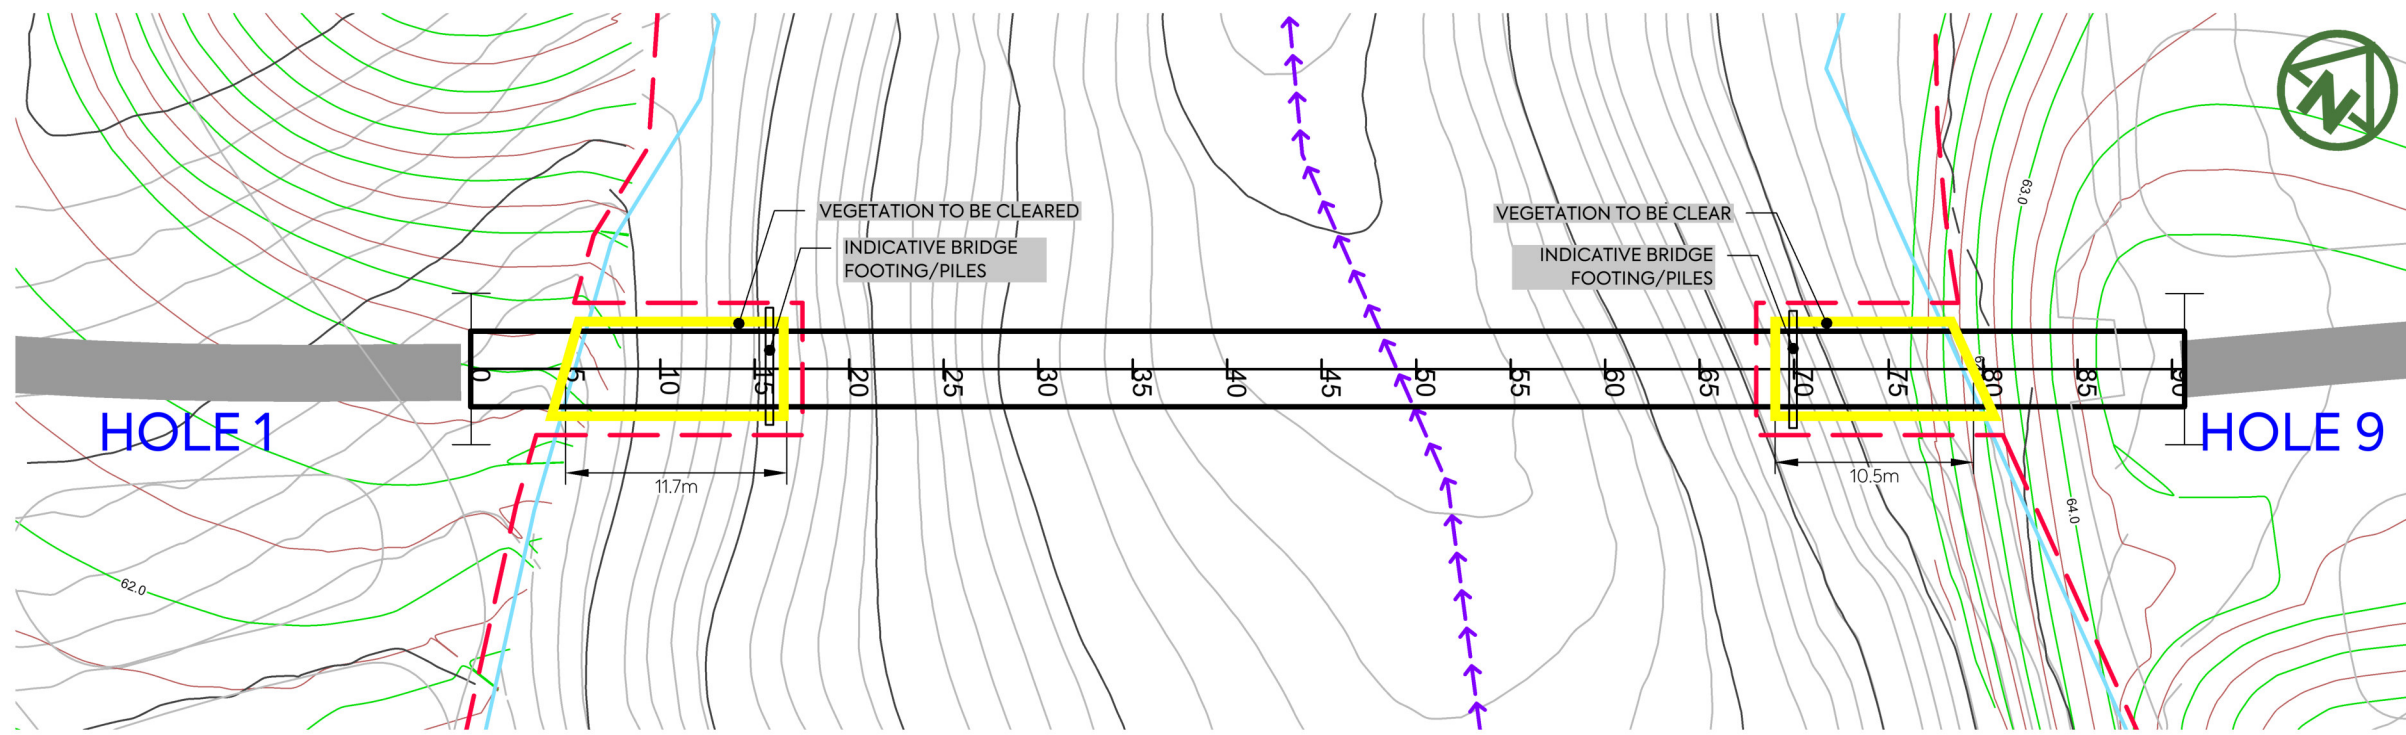 VEGETATION TO BE CLEARED
INDICATIVE BRIDGE
FOOTING/PILES
VEGETATION TO BE CLEAR
INDICATIVE BRIDGE
FOOTING/PILES
N
63.0
0 5 10 15 20 25 30 35 40 45 50 55 60 65 70 75 80 85 90
HOLE 1
HOLE 9
11.7m
10.5m
64.0
62.0